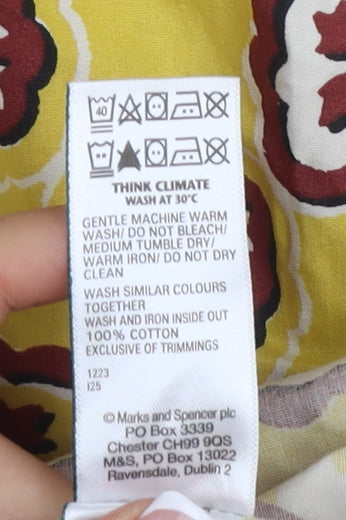 40
THINK CLIMATE
WASH AT 30°C
GENTLE MACHINE WARM
WASH/ DO NOT BLEACH/
MEDIUM TUMBLE DRY/
WARM IRON/ DO NOT DRY
CLEAN
WASH SIMILAR COLOURS
TOGETHER
WASH AND IRON INSIDE OUT
100% COTTON
EXCLUSIVE OF TRIMMINGS
1223
I25
© Marks and Spencer plc
PO Box 3339
Chester CH99 9QS
M&S, PO Box 13022
Ravensdale, Dublin 2